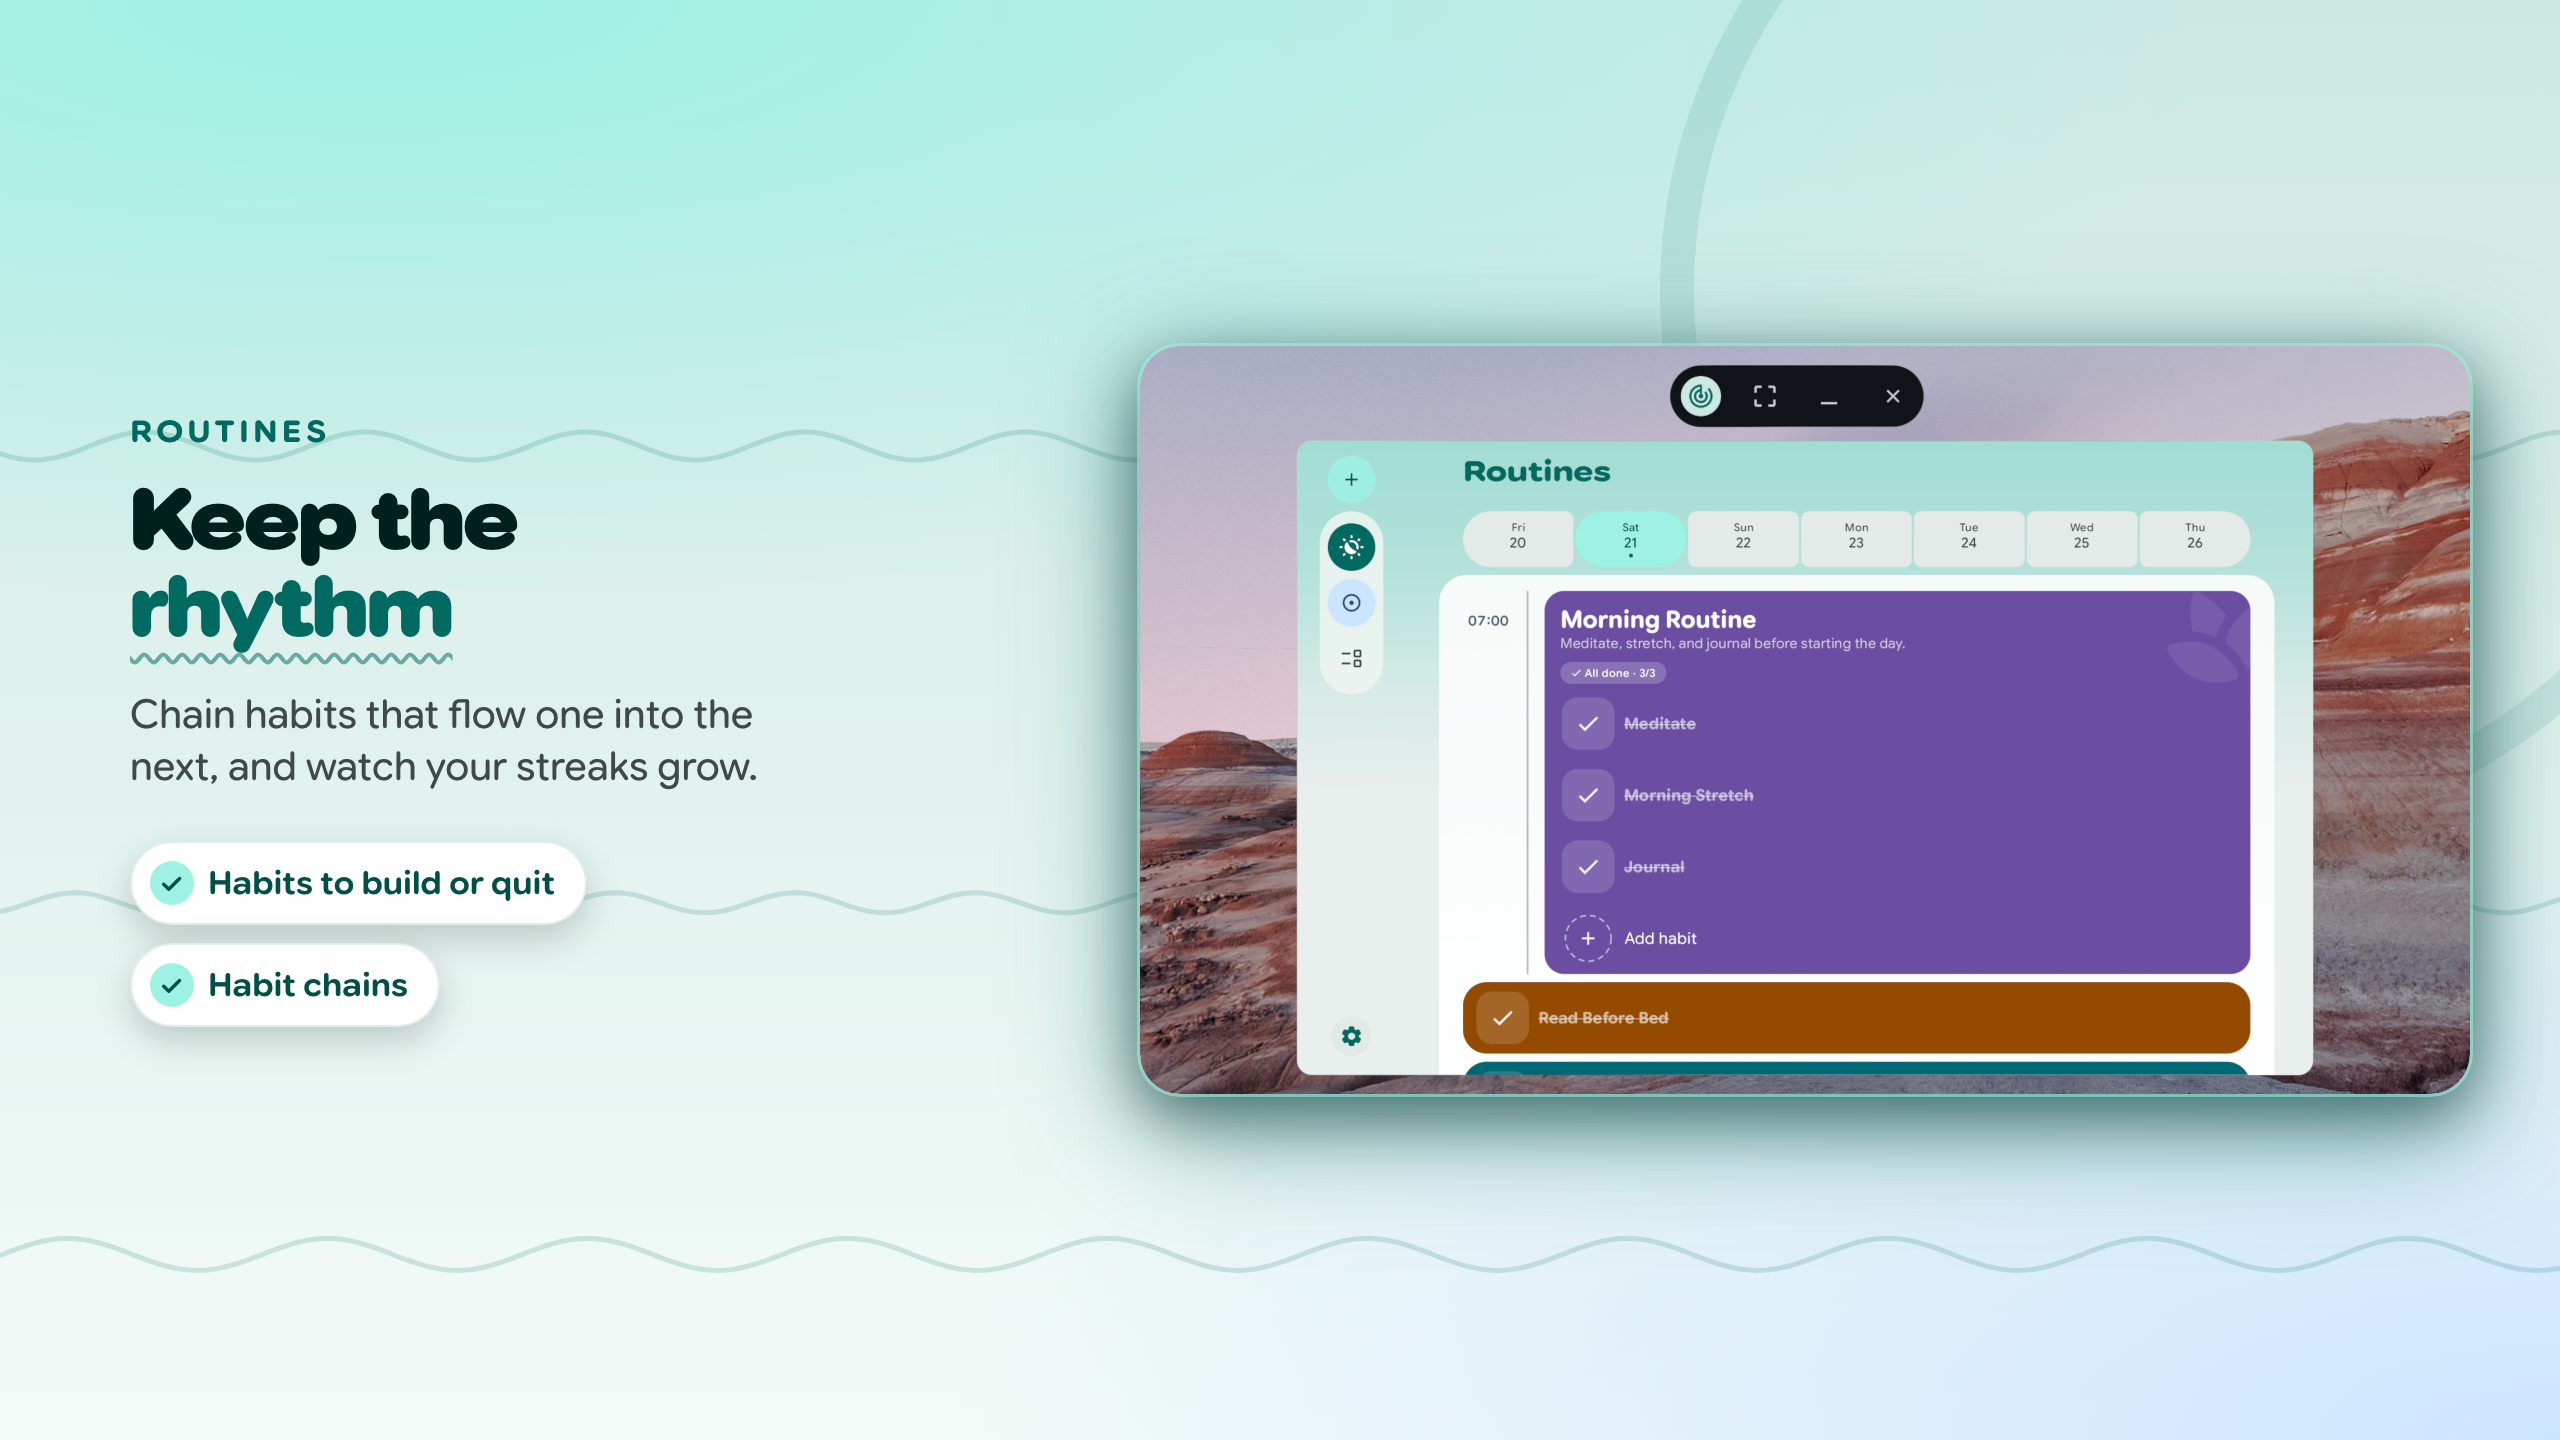 ROUTINES
Keep the
rhythm
Chain habits that flow one into the
next, and watch your streaks grow.
Habits to build or quit
Habit chains
Routines
Fri
20
Sat
21
Sun
22
Mon
23
Tue
24
Wed
25
Thu
26
07:00
Morning Routine
Meditate, stretch, and journal before starting the day.
All done · 3/3
Meditate
Morning Stretch
Journal
Add habit
Read Before Bed